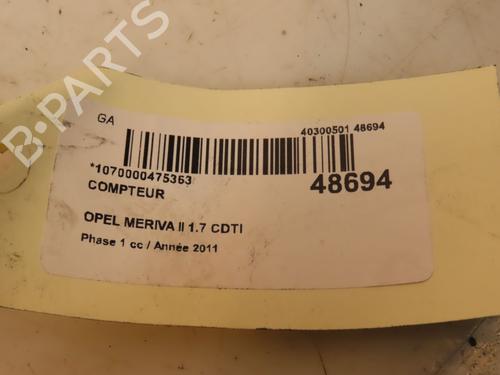 B-PARTS
GA
40300501 48694
*1070000475363
48694
COMPTEUR
OPEL MERIVA II 1.7 CDTI
Phase 1 cc / Année 2011